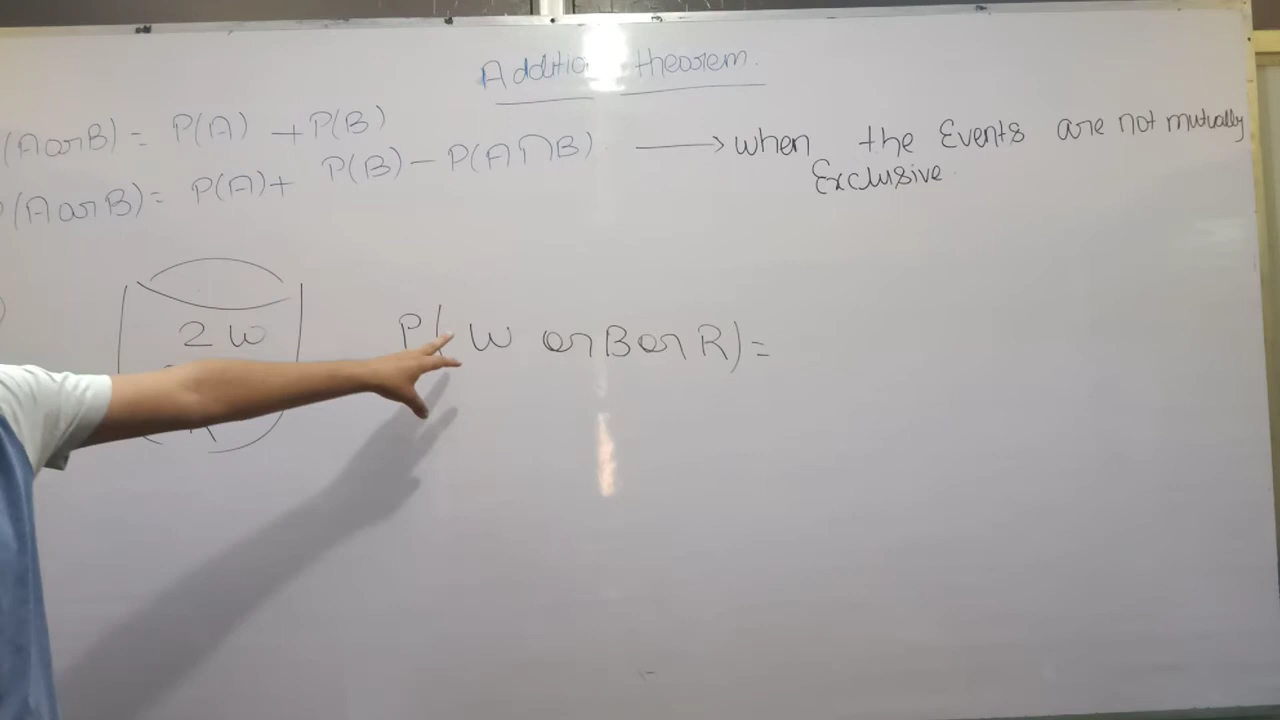 Addition theorem.
(A or B) = P(A) + P(B)
P(A or B) = P(A) + P(B) - P(A∩B) → when the Events are not mutually
Exclusive.
2 W
P( W or B or R) =